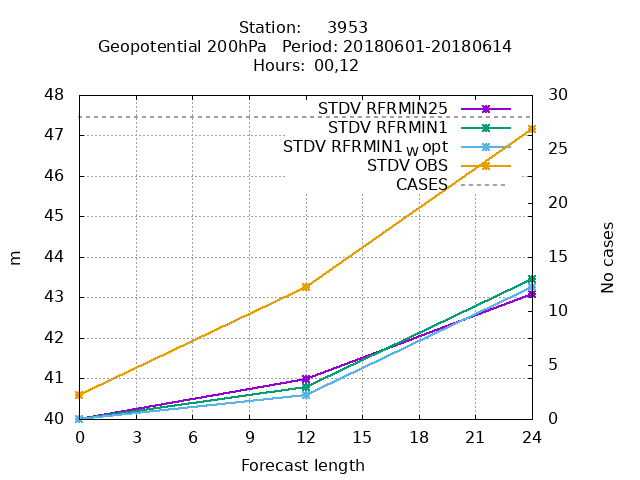 Station: 3953
Geopotential 200hPa Period: 20180601-20180614
Hours: 00,12
48
47
46
45
44
43
42
41
40
30
25
20
15
10
5
0
STDV RFRMIN25
STDV RFRMIN1
STDV RFRMIN1 W opt
STDV OBS
CASES
m
No cases
0 3 6 9 12 15 18 21 24
Forecast length